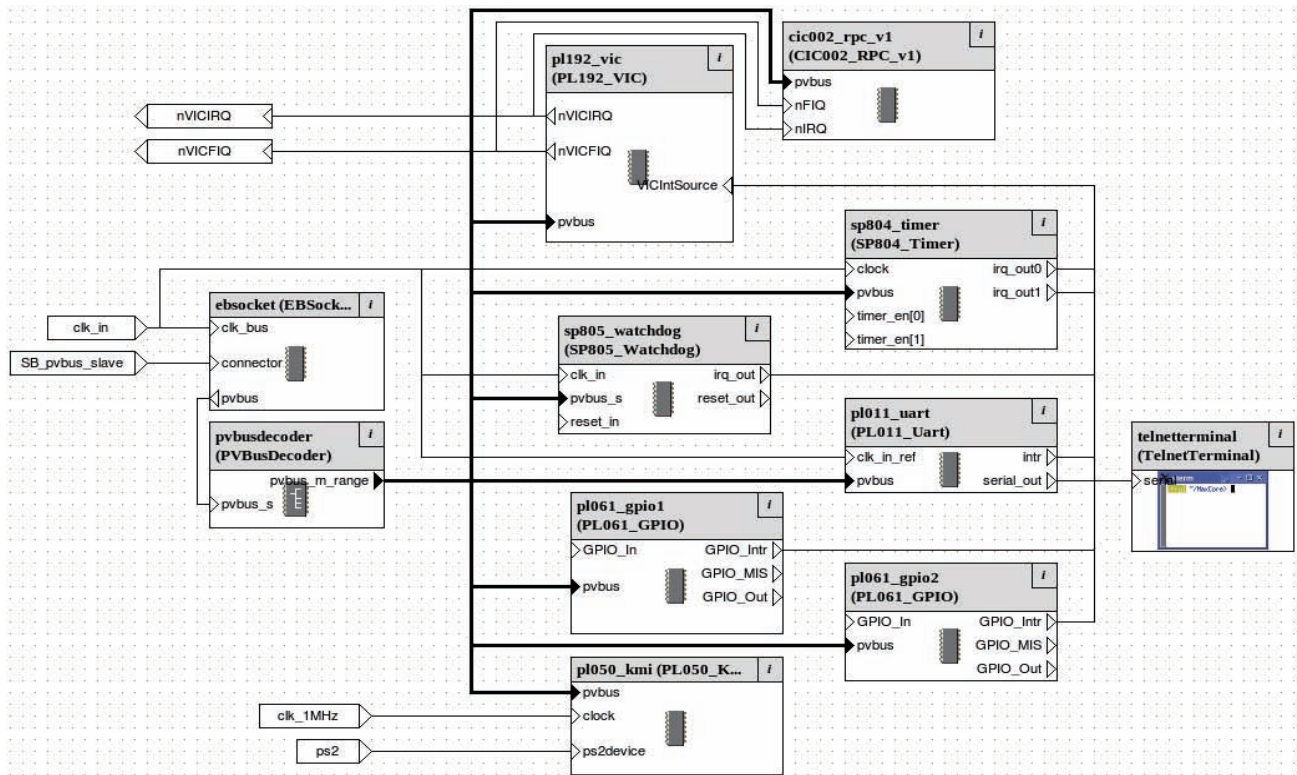 cic002_rpc_v1
(CIC002_RPC_v1)
i
pvbus
nFIQ
nIRQ
pl192_vic
(PL192_VIC)
i
nVICIRQ
nVICFIQ
VICIntSource
pvbus
nVICIRQ
nVICFIQ
sp804_timer
(SP804_Timer)
i
clock
irq_out0
pvbus
irq_out1
timer_en[0]
timer_en[1]
ebsocket (EBSock...
i
clk_bus
connector
pvbus
clk_in
SB_pvbus_slave
sp805_watchdog
(SP805_Watchdog)
i
clk_in
irq_out
pvbus_s
reset_out
reset_in
pvbusdecoder
(PVBusDecoder)
i
pvbus_m_range
pvbus_s
pl011_uart
(PL011_Uart)
i
clk_in_ref
intr
pvbus
serial_out
telnetterminal
(TelnetTerminal)
i
serial
term
~/MaxCore>
pl061_gpio1
(PL061_GPIO)
i
GPIO_In
GPIO_Intr
GPIO_MIS
pvbus
GPIO_Out
pl061_gpio2
(PL061_GPIO)
i
GPIO_In
GPIO_Intr
pvbus
GPIO_MIS
GPIO_Out
pl050_kmi (PL050_K...
i
pvbus
clock
ps2device
clk_1MHz
ps2